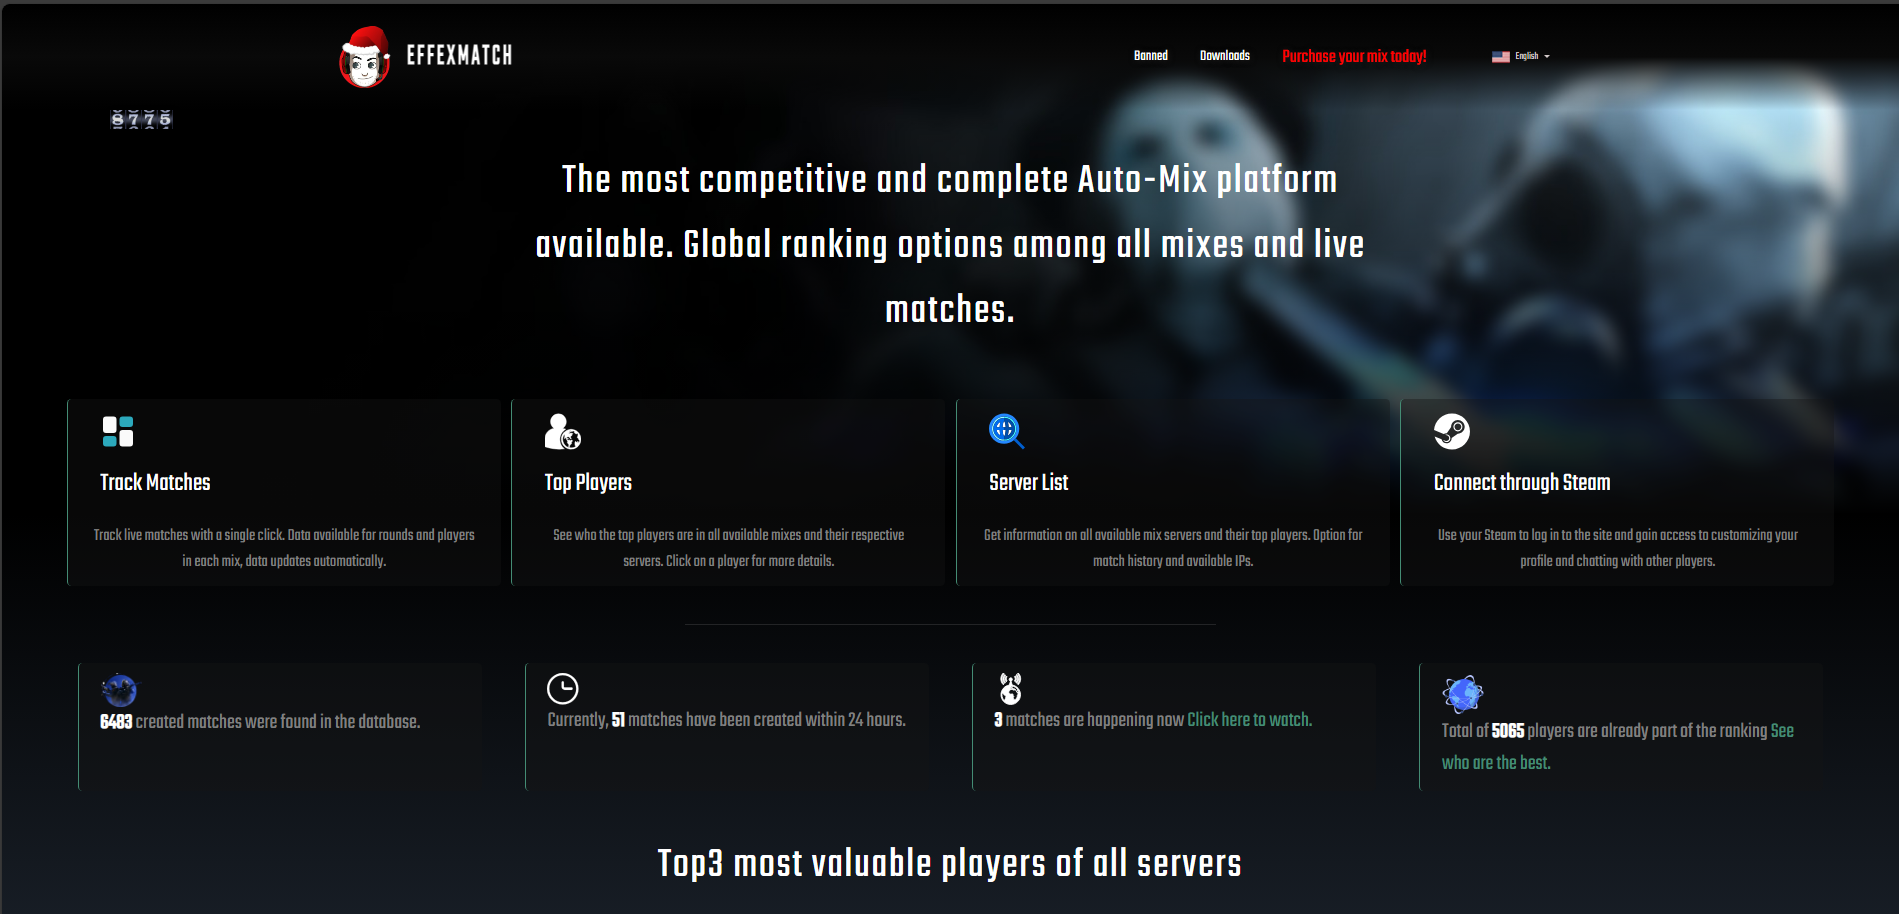 EFFEXMATCH
Banned
Downloads
Purchase your mix today!
English
8775
The most competitive and complete Auto-Mix platform
available. Global ranking options among all mixes and live
matches.
Track Matches
Track live matches with a single click. Data available for rounds and players
in each mix, data updates automatically.
Top Players
See who the top players are in all available mixes and their respective
servers. Click on a player for more details.
Server List
Get information on all available mix servers and their top players. Option for
match history and available IPs.
Connect through Steam
Use your Steam to log in to the site and gain access to customizing your
profile and chatting with other players.
6483 created matches were found in the database.
Currently, 51 matches have been created within 24 hours.
3 matches are happening now Click here to watch.
Total of 5065 players are already part of the ranking See
who are the best.
Top3 most valuable players of all servers